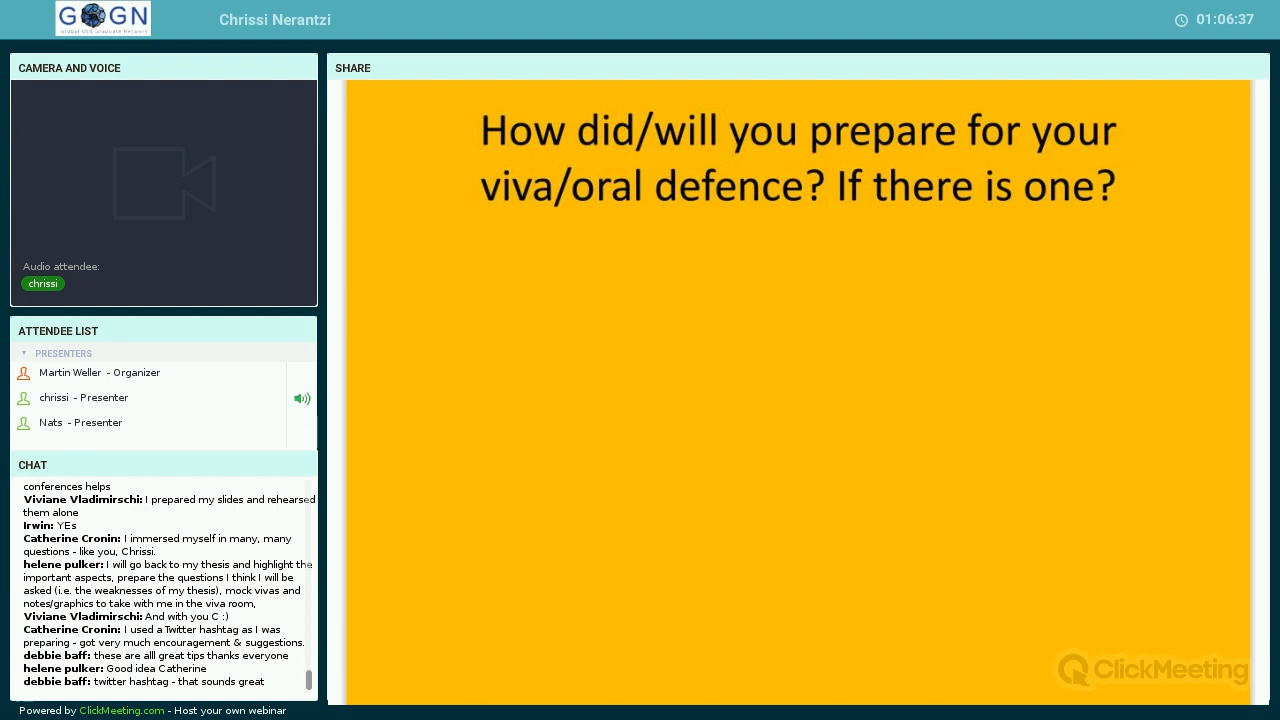 GOGN
Global OER Graduate Network
Chrissi Nerantzi
01:06:37
CAMERA AND VOICE
Audio attendee:
chrissi
ATTENDEE LIST
PRESENTERS
Martin Weller - Organizer
chrissi - Presenter
Nats - Presenter
CHAT
conferences helps
Viviane Vladimirschi: I prepared my slides and rehearsed
them alone
Irwin: YEs
Catherine Cronin: I immersed myself in many, many
questions - like you, Chrissi.
helene pulker: I will go back to my thesis and highlight the
important aspects, prepare the questions I think I will be
asked (i.e. the weaknesses of my thesis), mock vivas and
notes/graphics to take with me in the viva room,
Viviane Vladimirschi: And with you C :)
Catherine Cronin: I used a Twitter hashtag as I was
preparing - got very much encouragement & suggestions.
debbie baff: these are alll great tips thanks everyone
helene pulker: Good idea Catherine
debbie baff: twitter hashtag - that sounds great
Powered by ClickMeeting.com - Host your own webinar
SHARE
How did/will you prepare for your
viva/oral defence? If there is one?
ClickMeeting